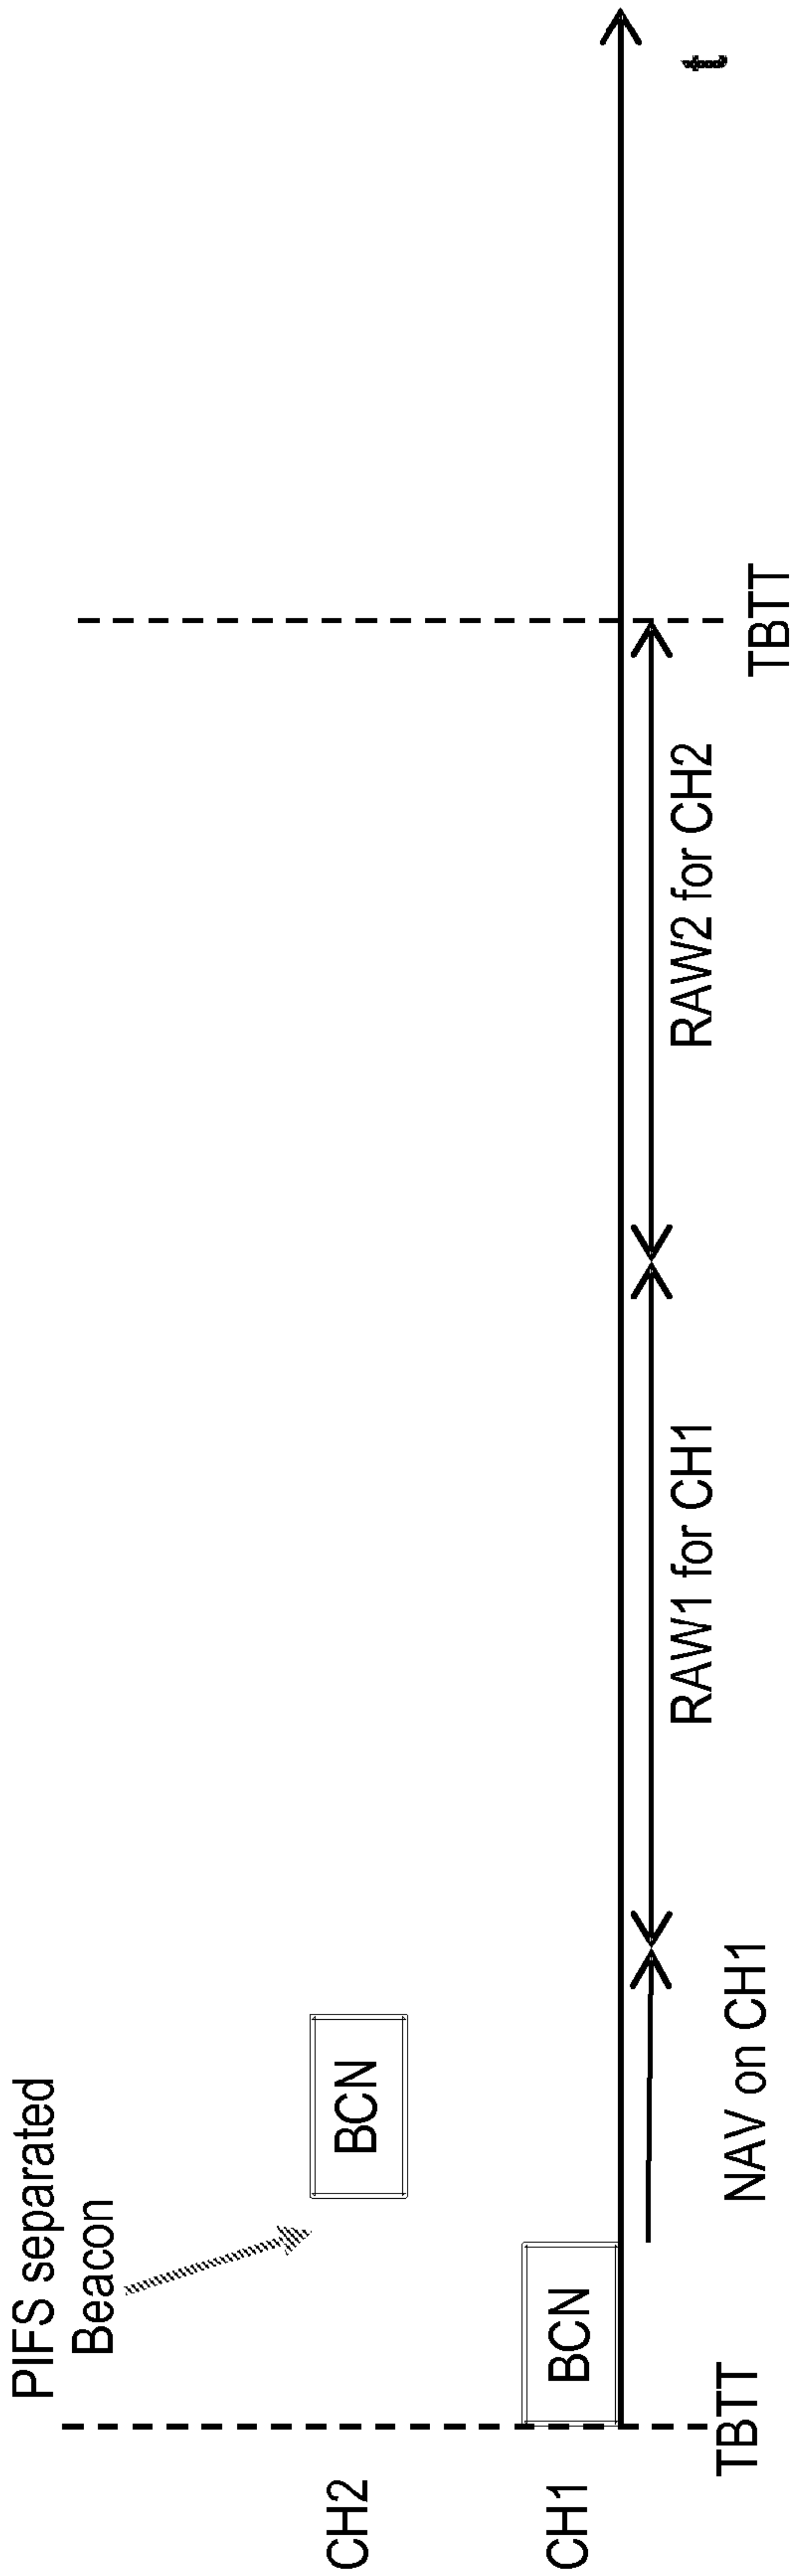 PIFS separated
Beacon
CH2
BCN
CH1
BCN
t
NAV on CH1
RAW1 for CH1
RAW2 for CH2
TBTT
TBTT